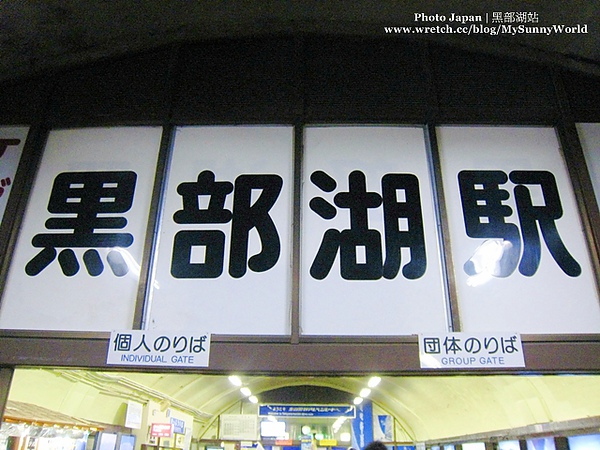 Photo Japan | 黑部湖站
www.wretch.cc/blog/MySunnyWorld
黒部湖駅
個人のりば
INDIVIDUAL GATE
団体のりば
GROUP GATE